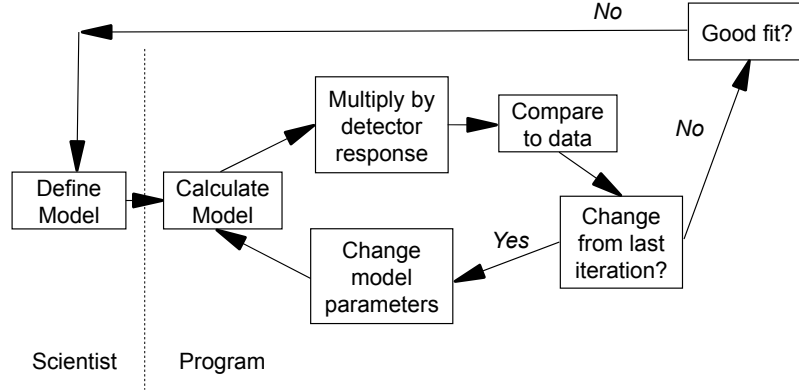 No
Good fit?
Multiply by
detector
response
Compare
to data
No
Define
Model
Calculate
Model
Change
from last
iteration?
Yes
Change
model
parameters
Scientist
Program